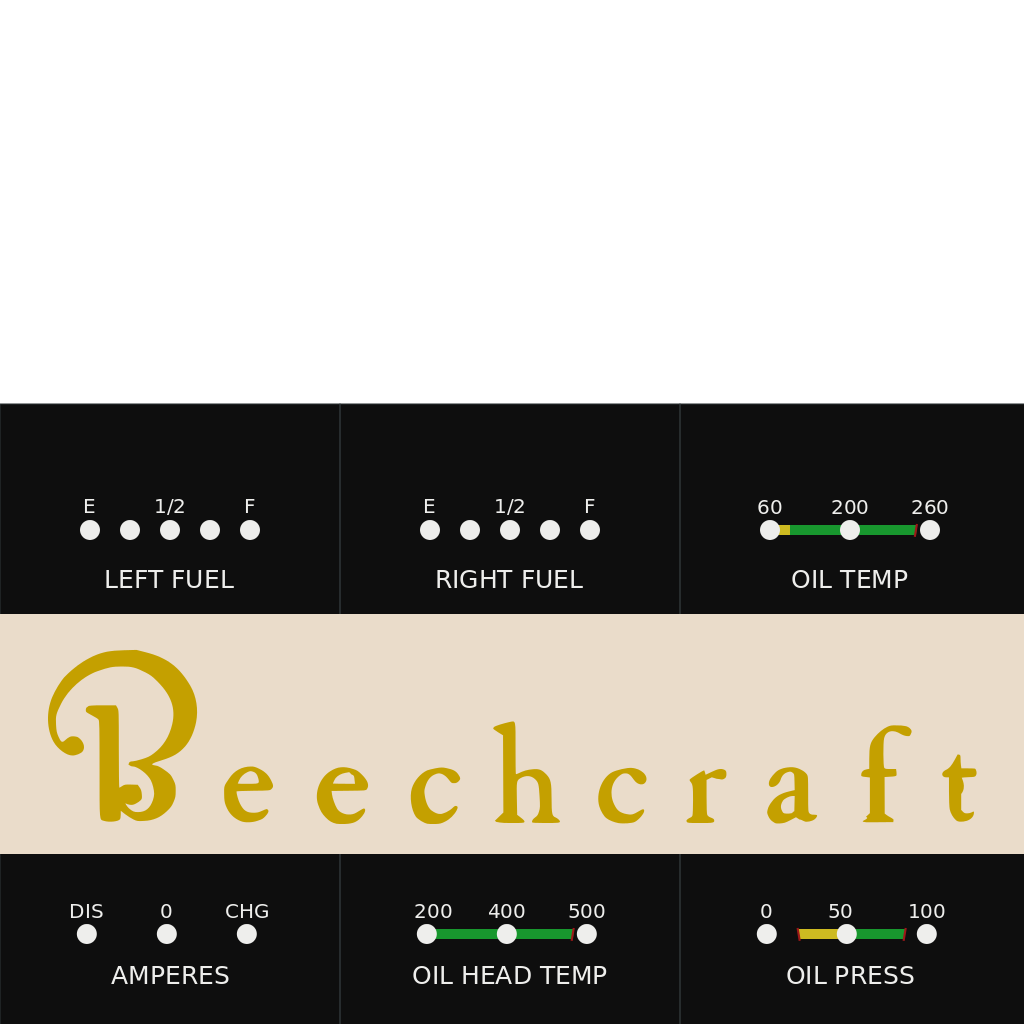 E 1/2 F E 1/2 F 60 200 260
LEFT FUEL RIGHT FUEL OIL TEMP
Beechcraft
DIS 0 CHG 200 400 500 0 50 100
AMPERES OIL HEAD TEMP OIL PRESS